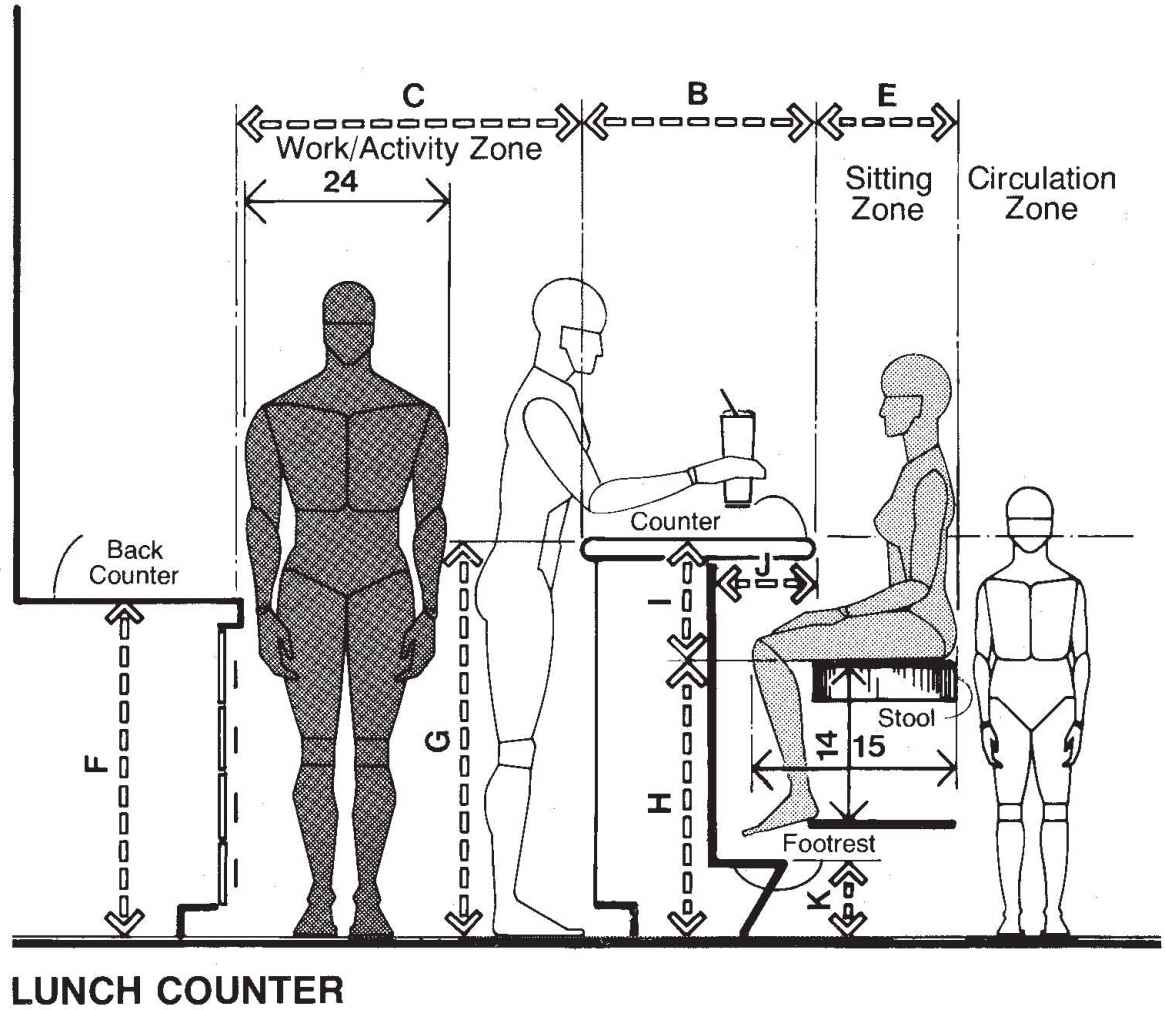 C
B
E
Work/Activity Zone
24
Sitting
Zone
Circulation
Zone
Counter
Back
Counter
J
I
Stool
F
G
14
15
H
Footrest
K
LUNCH COUNTER